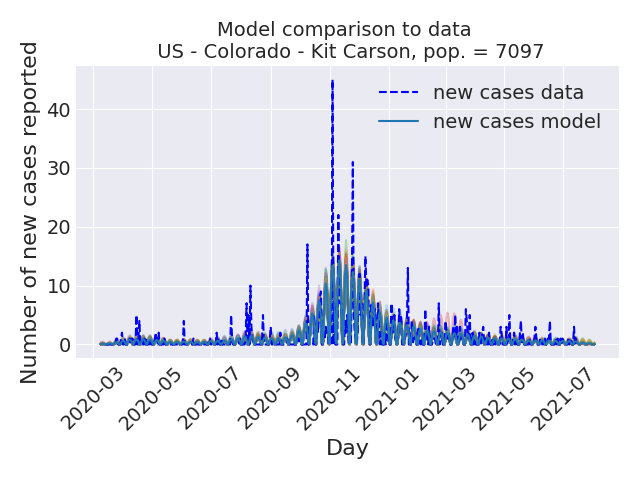 Model comparison to data
US - Colorado - Kit Carson, pop. = 7097
Number of new cases reported
40
30
20
10
0
new cases data
new cases model
2020-03
2020-05
2020-07
2020-09
2020-11
2021-01
2021-03
2021-05
2021-07
Day